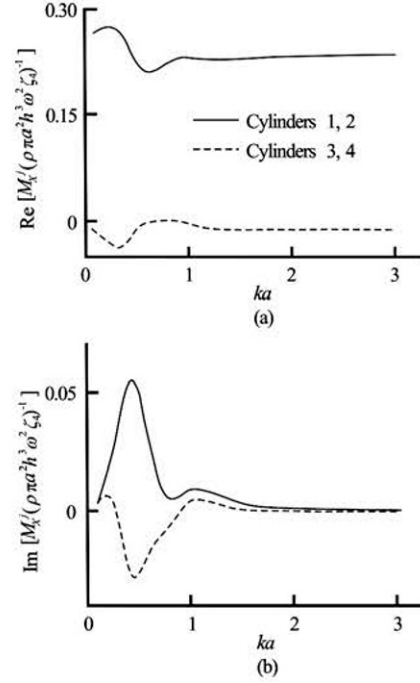 0.30
0.15
0
Re [M_x^j(ρπa²h³ω²ζ₄)⁻¹ ]
Cylinders 1, 2
Cylinders 3, 4
0 1 2 3
ka
(a)
0.05
0
Im [M_x^j(ρπa²h³ω²ζ₄)⁻¹ ]
0 1 2 3
ka
(b)